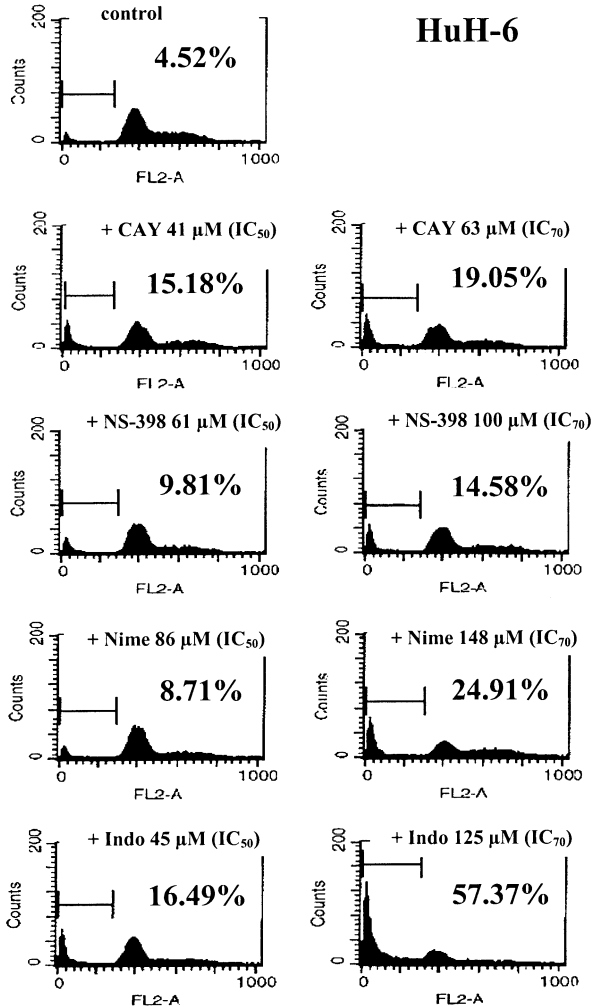 control
HuH-6
200
4.52%
Counts
0
0 1000
FL2-A
+ CAY 41 µM (IC50)
200
15.18%
Counts
0
0 1000
FL2-A
+ CAY 63 µM (IC70)
200
19.05%
Counts
0
0 1000
FL2-A
+ NS-398 61 µM (IC50)
200
9.81%
Counts
0
0 1000
FL2-A
+ NS-398 100 µM (IC70)
200
14.58%
Counts
0
0 1000
FL2-A
+ Nime 86 µM (IC50)
200
8.71%
Counts
0
0 1000
FL2-A
+ Nime 148 µM (IC70)
200
24.91%
Counts
0
0 1000
FL2-A
+ Indo 45 µM (IC50)
200
16.49%
Counts
0
0 1000
FL2-A
+ Indo 125 µM (IC70)
200
57.37%
Counts
0
0 1000
FL2-A